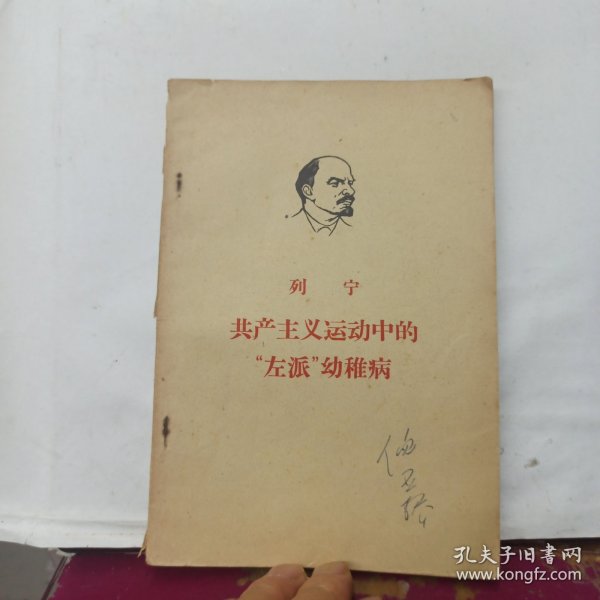 列 宁
共产主义运动中的
“左派”幼稚病
孔夫子旧书网
www.kongfz.com